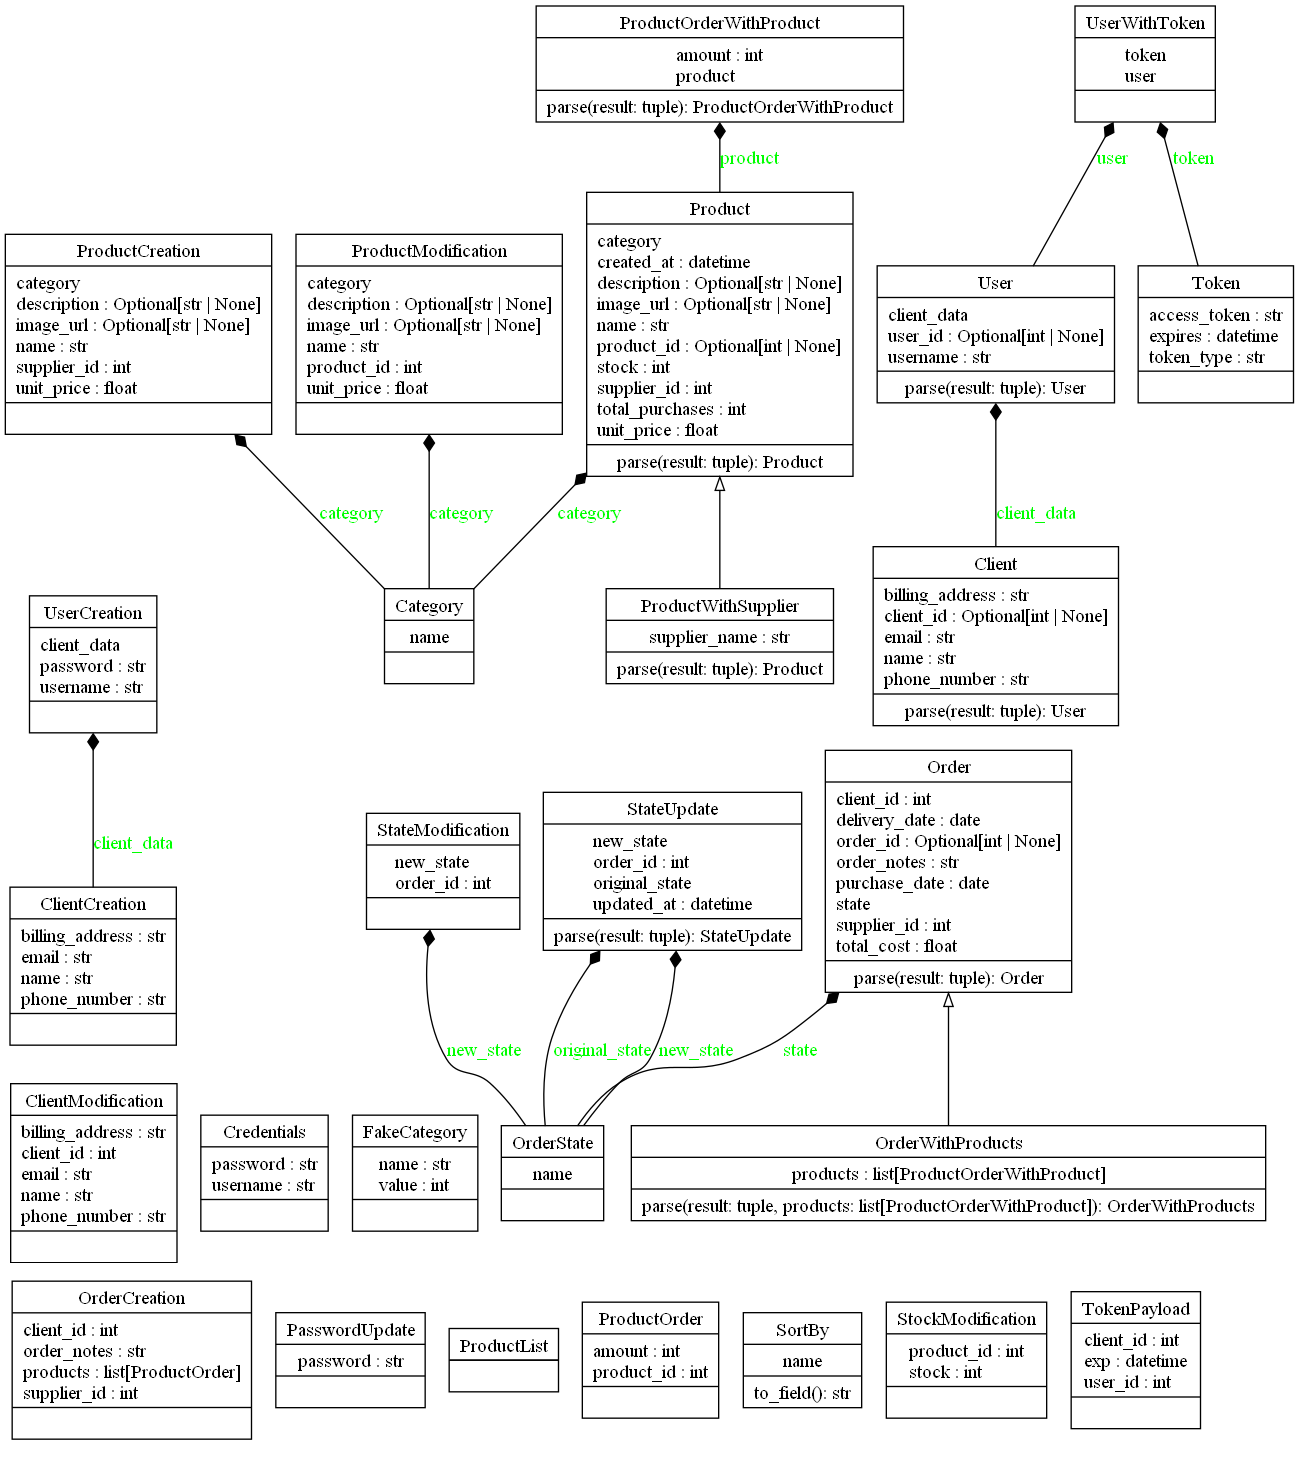 ProductOrderWithProduct
amount : int
product
parse(result: tuple): ProductOrderWithProduct
UserWithToken
token
user
product
user
token
ProductCreation
category
description : Optional[str | None]
image_url : Optional[str | None]
name : str
supplier_id : int
unit_price : float
ProductModification
category
description : Optional[str | None]
image_url : Optional[str | None]
name : str
product_id : int
unit_price : float
Product
category
created_at : datetime
description : Optional[str | None]
image_url : Optional[str | None]
name : str
product_id : Optional[int | None]
stock : int
supplier_id : int
total_purchases : int
unit_price : float
parse(result: tuple): Product
User
client_data
user_id : Optional[int | None]
username : str
parse(result: tuple): User
Token
access_token : str
expires : datetime
token_type : str
category
category
category
client_data
UserCreation
client_data
password : str
username : str
Category
name
ProductWithSupplier
supplier_name : str
parse(result: tuple): Product
Client
billing_address : str
client_id : Optional[int | None]
email : str
name : str
phone_number : str
parse(result: tuple): User
client_data
StateModification
new_state
order_id : int
StateUpdate
new_state
order_id : int
original_state
updated_at : datetime
parse(result: tuple): StateUpdate
Order
client_id : int
delivery_date : date
order_id : Optional[int | None]
order_notes : str
purchase_date : date
state
supplier_id : int
total_cost : float
parse(result: tuple): Order
ClientCreation
billing_address : str
email : str
name : str
phone_number : str
new_state
original_state
new_state
state
ClientModification
billing_address : str
client_id : int
email : str
name : str
phone_number : str
Credentials
password : str
username : str
FakeCategory
name : str
value : int
OrderState
name
OrderWithProducts
products : list[ProductOrderWithProduct]
parse(result: tuple, products: list[ProductOrderWithProduct]): OrderWithProducts
OrderCreation
client_id : int
order_notes : str
products : list[ProductOrder]
supplier_id : int
PasswordUpdate
password : str
ProductList
ProductOrder
amount : int
product_id : int
SortBy
name
to_field(): str
StockModification
product_id : int
stock : int
TokenPayload
client_id : int
exp : datetime
user_id : int